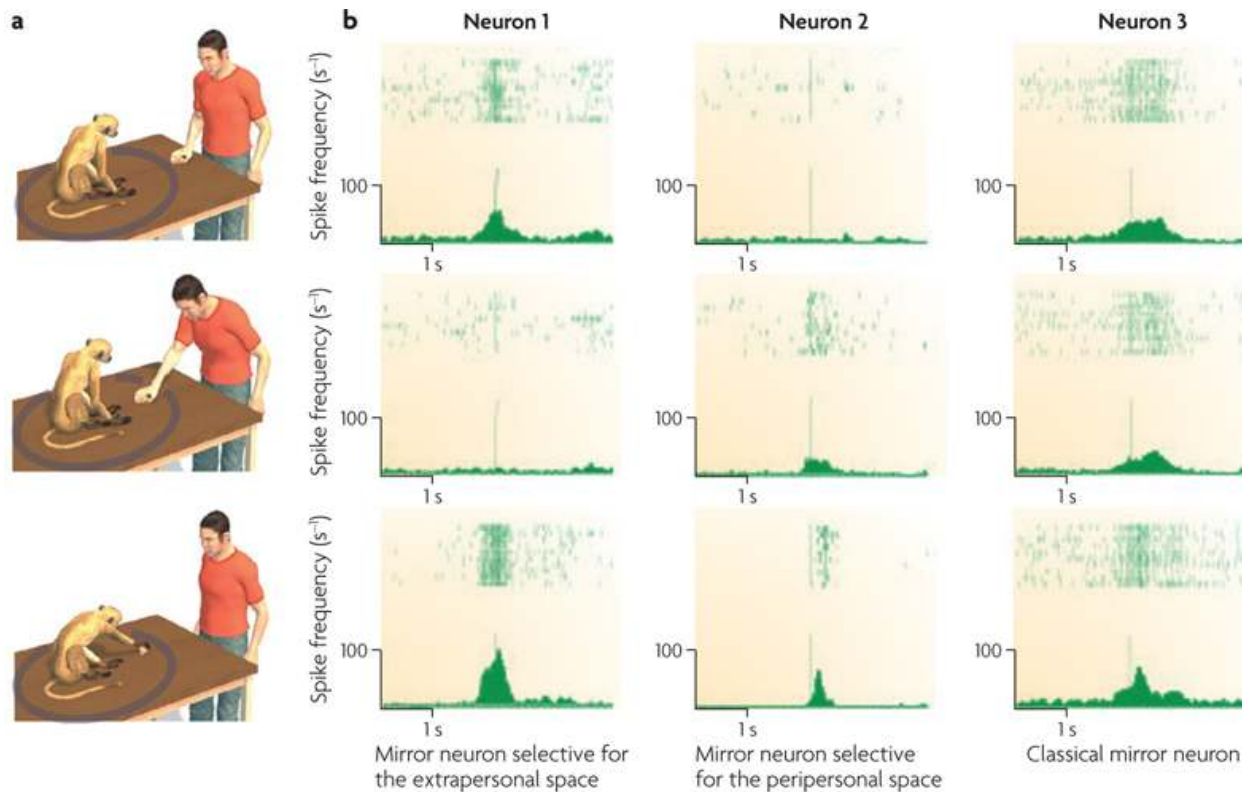 a
b
Neuron 1
Neuron 2
Neuron 3
Spike frequency (s⁻¹)
100
1 s
100
1 s
100
1 s
Spike frequency (s⁻¹)
100
1 s
100
1 s
100
1 s
Spike frequency (s⁻¹)
100
1 s
100
1 s
100
1 s
Mirror neuron selective for
the extrapersonal space
Mirror neuron selective
for the peripersonal space
Classical mirror neuron